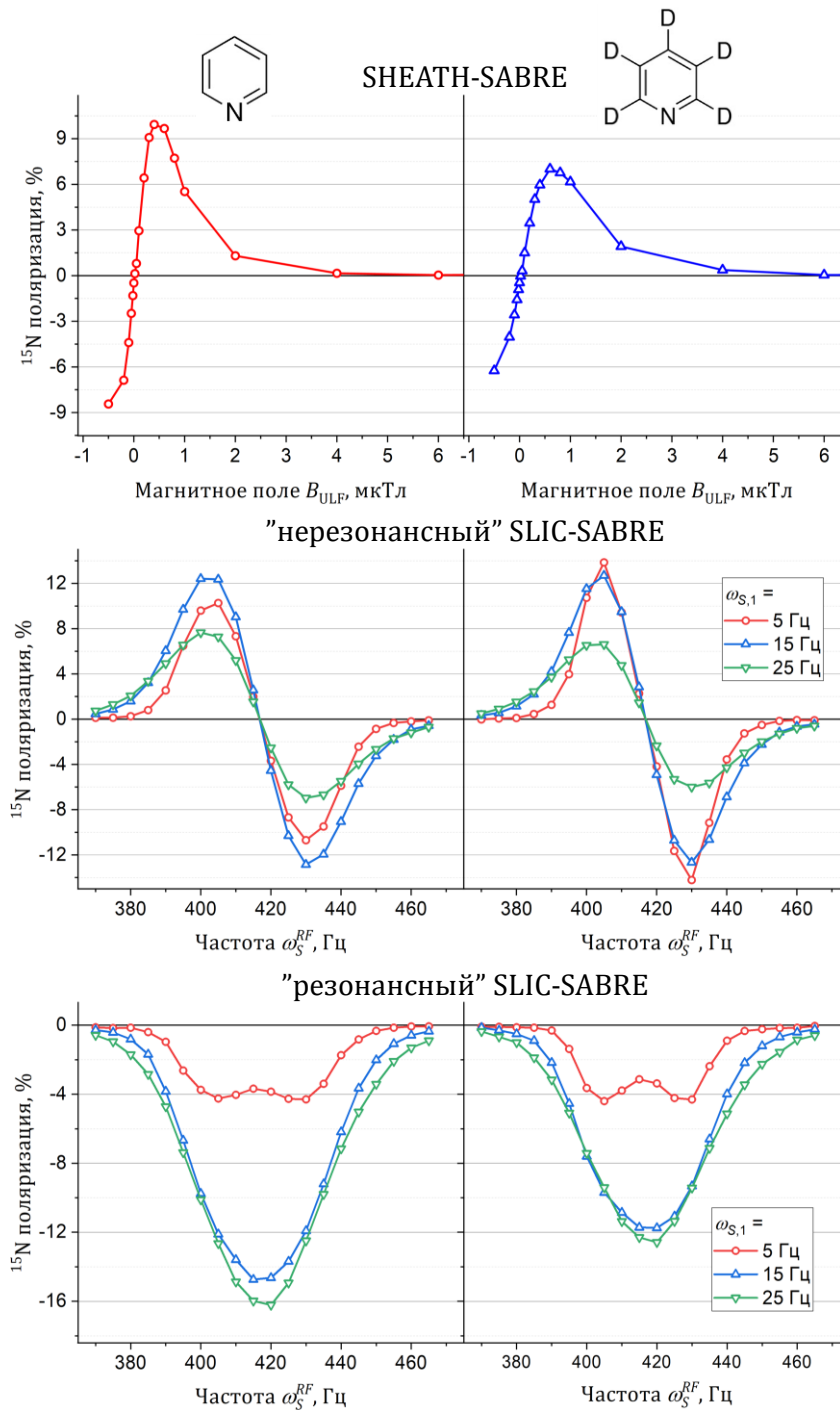 N
D
D
D
D
N
D
SHEATH-SABRE
¹⁵N поляризация, %
9
6
3
0
-3
-6
-9
-1
0
1
2
3
4
5
6
-1
0
1
2
3
4
5
6
Магнитное поле B_ULF, мкТл
Магнитное поле B_ULF, мкТл
”нерезонансный” SLIC-SABRE
¹⁵N поляризация, %
12
8
4
0
-4
-8
-12
ω_S,1 =
5 Гц
15 Гц
25 Гц
380
400
420
440
460
380
400
420
440
460
Частота ω_S^RF, Гц
Частота ω_S^RF, Гц
”резонансный” SLIC-SABRE
¹⁵N поляризация, %
0
-4
-8
-12
-16
ω_S,1 =
5 Гц
15 Гц
25 Гц
380
400
420
440
460
380
400
420
440
460
Частота ω_S^RF, Гц
Частота ω_S^RF, Гц